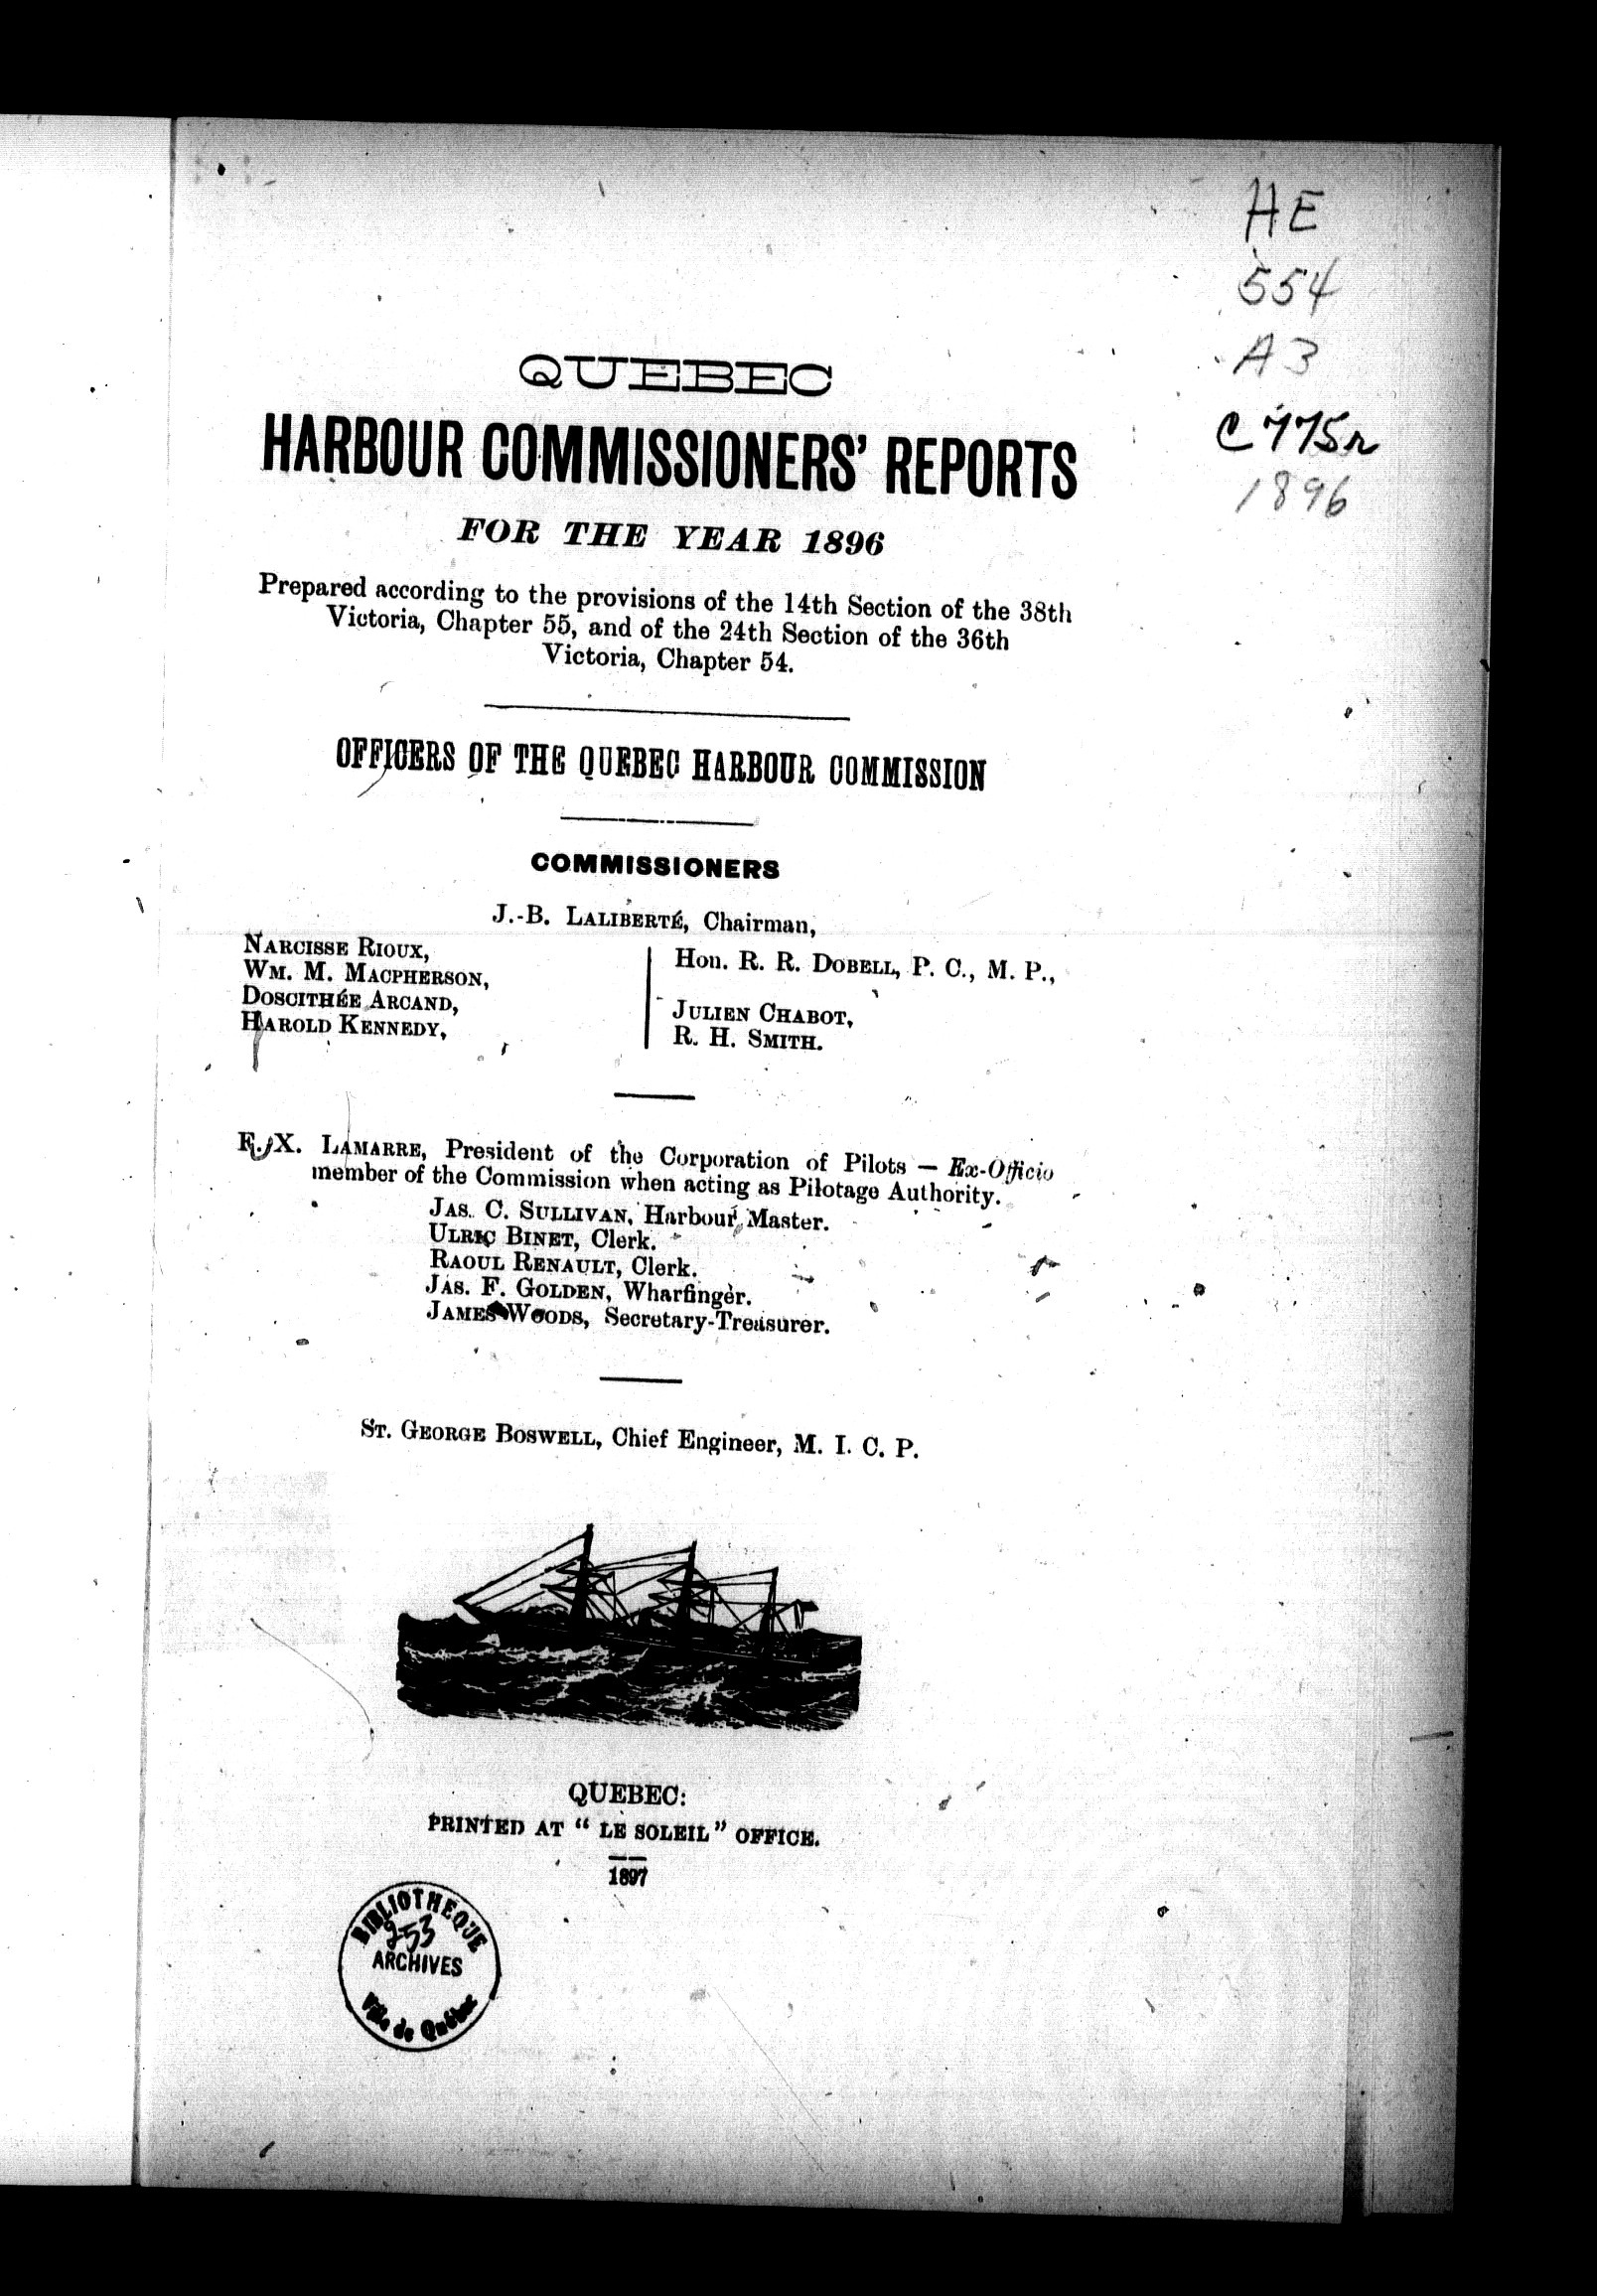 HE
554
A3
C775r
1896
QUEBEC
HARBOUR COMMISSIONERS' REPORTS
FOR THE YEAR 1896
Prepared according to the provisions of the 14th Section of the 38th
Victoria, Chapter 55, and of the 24th Section of the 36th
Victoria, Chapter 54.
OFFICERS OF THE QUEBEC HARBOUR COMMISSION
COMMISSIONERS
J.-B. LALIBERTÉ, Chairman,
NARCISSE RIOUX,
WM. M. MACPHERSON,
DOSCITHÉE ARCAND,
HAROLD KENNEDY,
Hon. R. R. DOBELL, P. C., M. P.,
JULIEN CHABOT,
R. H. SMITH.
F. X. LAMARRE, President of the Corporation of Pilots — Ex-Officio
member of the Commission when acting as Pilotage Authority.
JAS. C. SULLIVAN, Harbour Master.
ULRIC BINET, Clerk.
RAOUL RENAULT, Clerk.
JAS. F. GOLDEN, Wharfinger.
JAMES WOODS, Secretary-Treasurer.
ST. GEORGE BOSWELL, Chief Engineer, M. I. C. P.
QUEBEC:
PRINTED AT "LE SOLEIL" OFFICE.
1897
BIBLIOTHEQUE
253
ARCHIVES
Ville de Québec